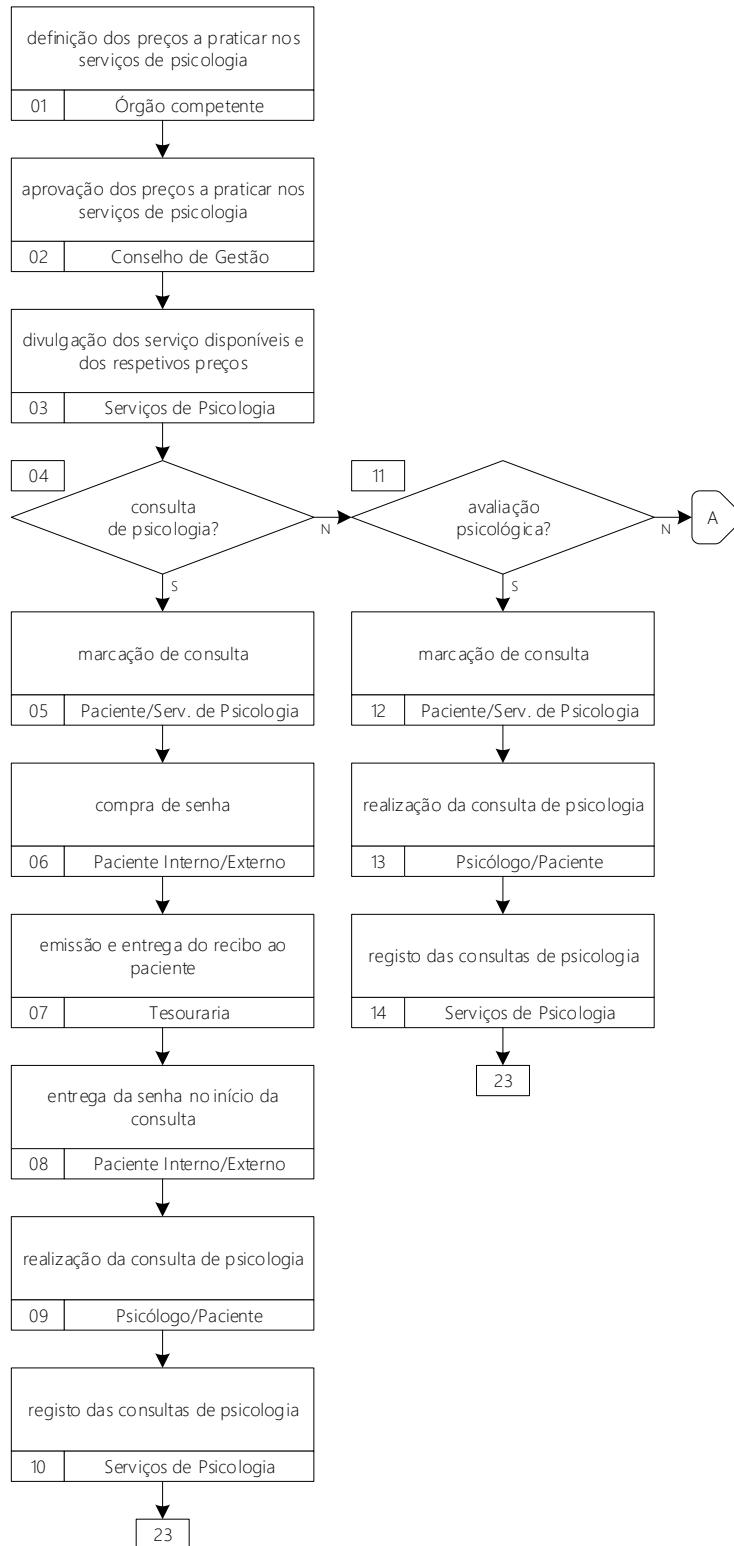 definição dos preços a praticar nos
serviços de psicologia
01 Órgão competente
aprovação dos preços a praticar nos
serviços de psicologia
02 Conselho de Gestão
divulgação dos serviço disponíveis e
dos respetivos preços
03 Serviços de Psicologia
04
consulta
de psicologia?
N
S
marcação de consulta
05 Paciente/Serv. de Psicologia
compra de senha
06 Paciente Interno/Externo
emissão e entrega do recibo ao
paciente
07 Tesouraria
entrega da senha no início da
consulta
08 Paciente Interno/Externo
realização da consulta de psicologia
09 Psicólogo/Paciente
registo das consultas de psicologia
10 Serviços de Psicologia
23
11
avaliação
psicológica?
N
A
S
marcação de consulta
12 Paciente/Serv. de Psicologia
realização da consulta de psicologia
13 Psicólogo/Paciente
registo das consultas de psicologia
14 Serviços de Psicologia
23